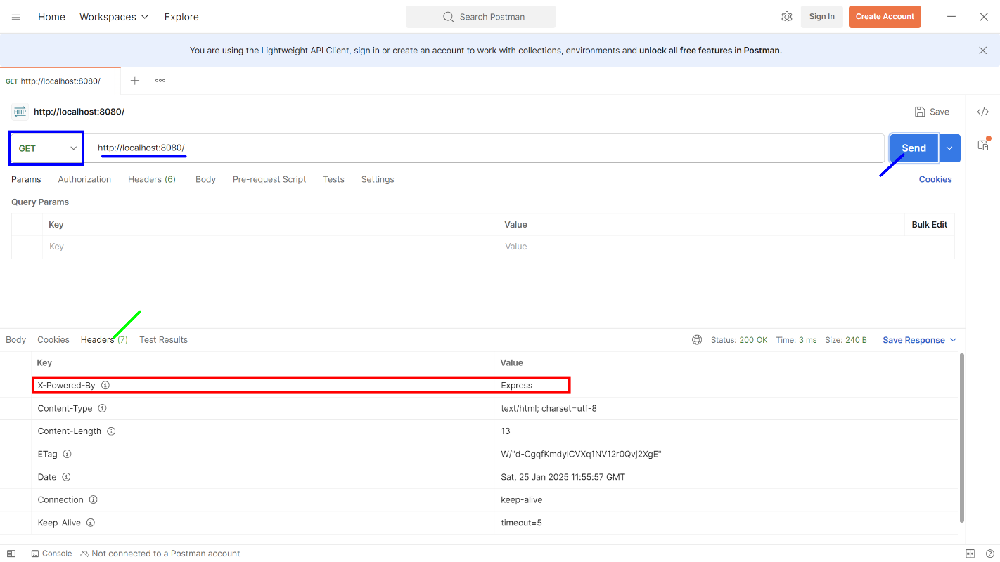 Home Workspaces Explore Search Postman Sign In Create Account
You are using the Lightweight API Client, sign in or create an account to work with collections, environments and unlock all free features in Postman.
GET http://localhost:8080/
HTTP http://localhost:8080/ Save
GET http://localhost:8080/ Send
Params Authorization Headers (6) Body Pre-request Script Tests Settings Cookies
Query Params
Key Value Bulk Edit
Key Value
Body Cookies Headers (7) Test Results Status: 200 OK Time: 3 ms Size: 240 B Save Response
Key Value
X-Powered-By Express
Content-Type text/html; charset=utf-8
Content-Length 13
ETag W/"d-CgqfKmdyICVXq1NV12r0Qvj2XgE"
Date Sat, 25 Jan 2025 11:55:57 GMT
Connection keep-alive
Keep-Alive timeout=5
Console Not connected to a Postman account